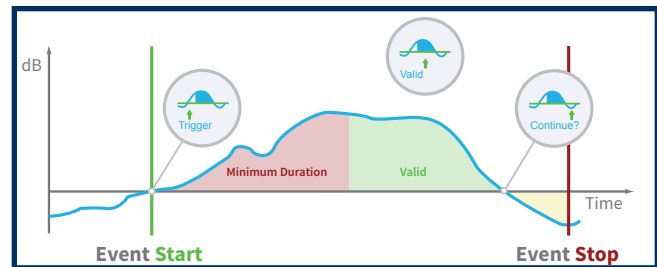 dB
Trigger
Valid
Continue?
Minimum Duration
Valid
Time
Event Start
Event Stop